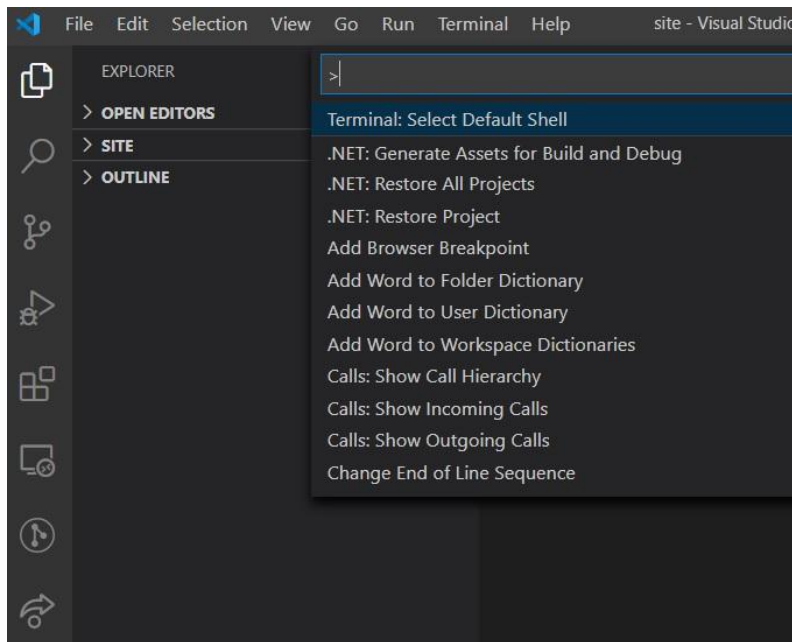 File Edit Selection View Go Run Terminal Help site - Visual Studio
EXPLORER
>
OPEN EDITORS
SITE
OUTLINE
Terminal: Select Default Shell
.NET: Generate Assets for Build and Debug
.NET: Restore All Projects
.NET: Restore Project
Add Browser Breakpoint
Add Word to Folder Dictionary
Add Word to User Dictionary
Add Word to Workspace Dictionaries
Calls: Show Call Hierarchy
Calls: Show Incoming Calls
Calls: Show Outgoing Calls
Change End of Line Sequence